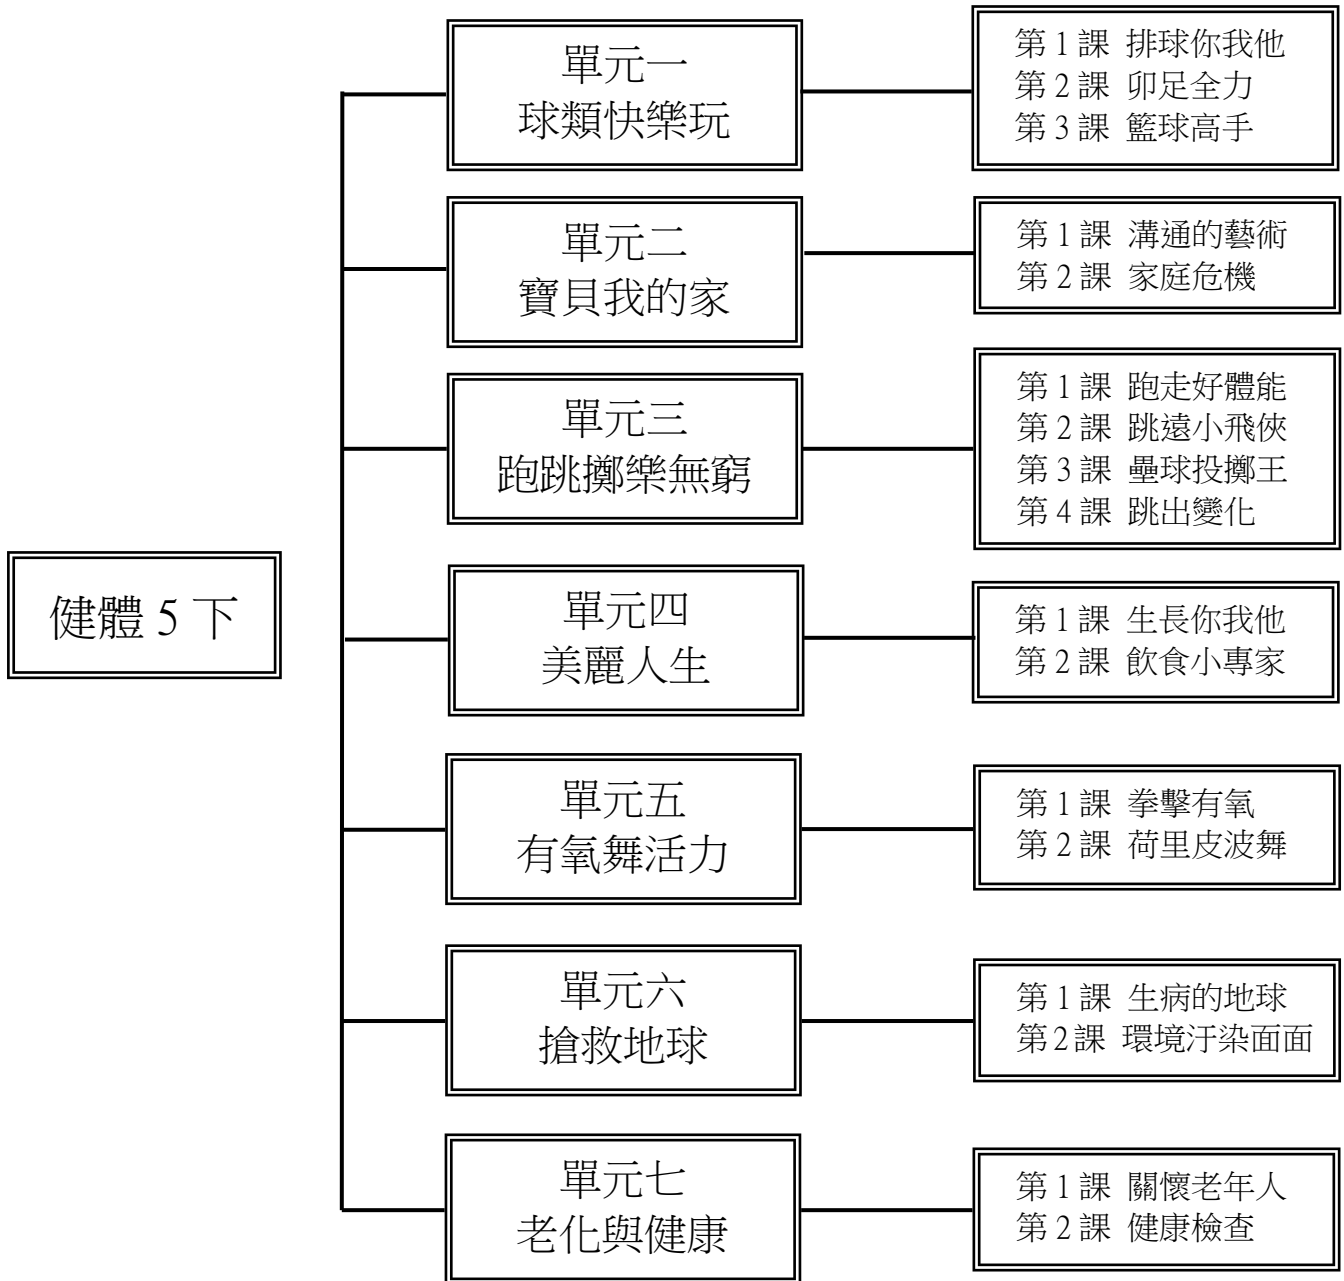 單元一
球類快樂玩
第1課 排球你我他
第2課 卯足全力
第3課 籃球高手
單元二
寶貝我的家
第1課 溝通的藝術
第2課 家庭危機
單元三
跑跳擲樂無窮
第1課 跑走好體能
第2課 跳遠小飛俠
第3課 壘球投擲王
第4課 跳出變化
健體5下
單元四
美麗人生
第1課 生長你我他
第2課 飲食小專家
單元五
有氧舞活力
第1課 拳擊有氧
第2課 荷里皮波舞
單元六
搶救地球
第1課 生病的地球
第2課 環境汙染面面
單元七
老化與健康
第1課 關懷老年人
第2課 健康檢查